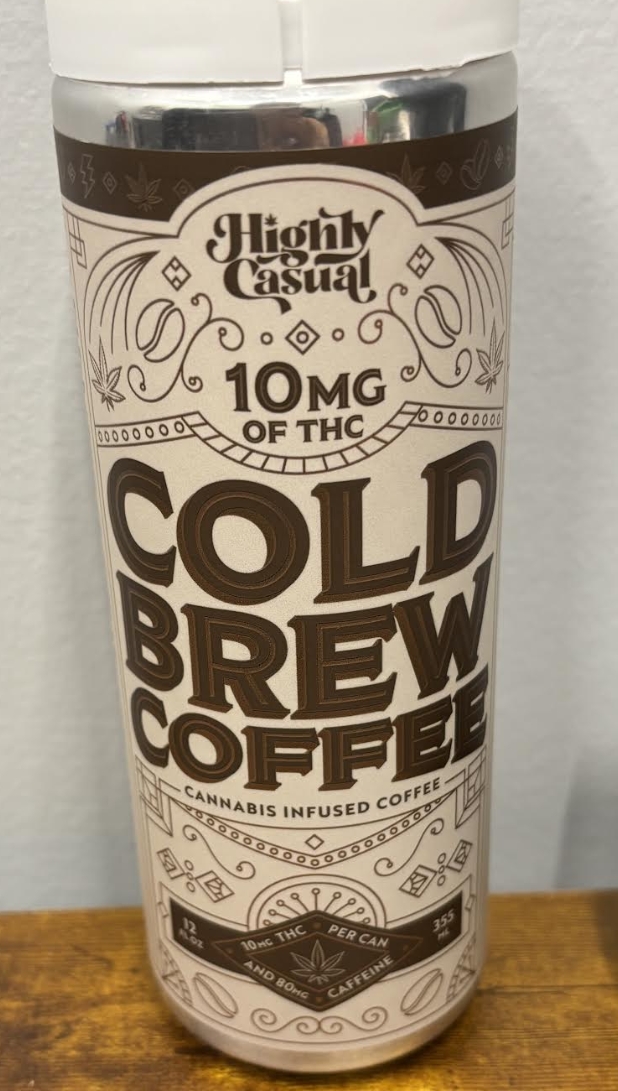 Highly
Casual
10MG
OF THC
COLD
BREW
COFFEE
CANNABIS INFUSED COFFEE
12
FL OZ
10MG THC PER CAN
AND 80MG CAFFEINE
355
ML